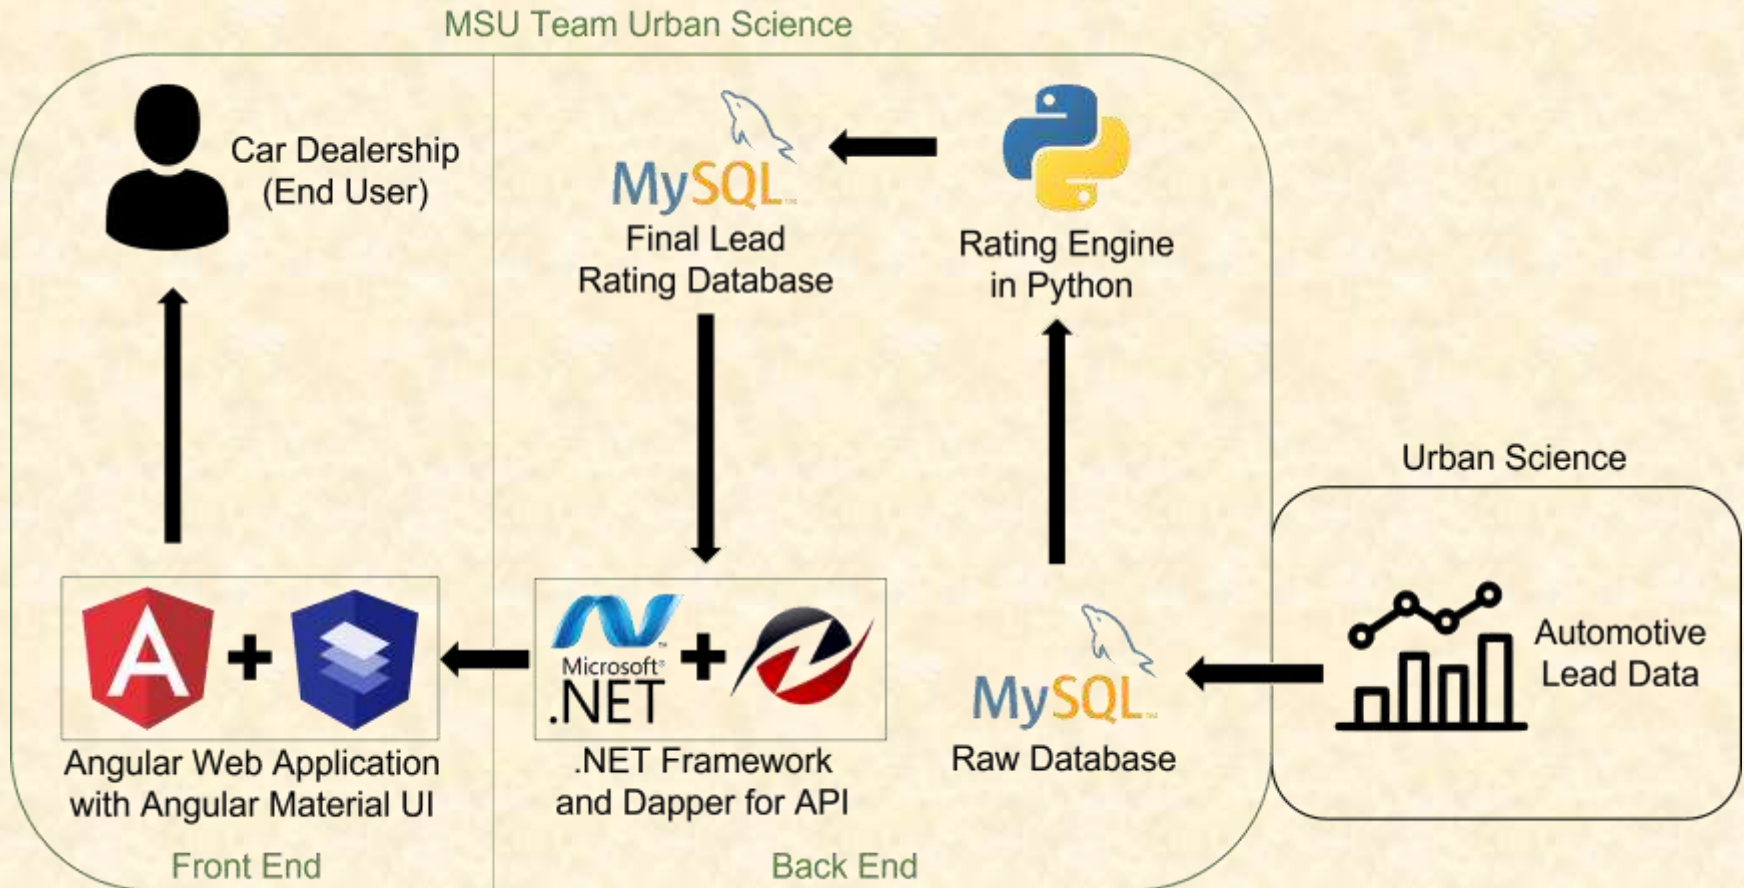 MSU Team Urban Science
Car Dealership
(End User)
MySQL
Final Lead
Rating Database
Rating Engine
in Python
Urban Science
Automotive
Lead Data
MySQL
Raw Database
Microsoft®
.NET
.NET Framework
and Dapper for API
A
Angular Web Application
with Angular Material UI
Front End
Back End